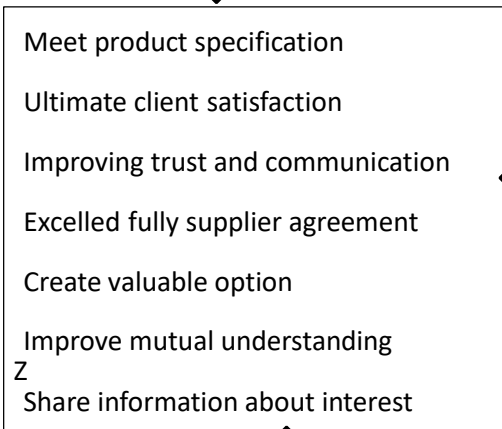 Meet product specification
Ultimate client satisfaction
Improving trust and communication
Excelled fully supplier agreement
Create valuable option
Improve mutual understanding
Z
Share information about interest